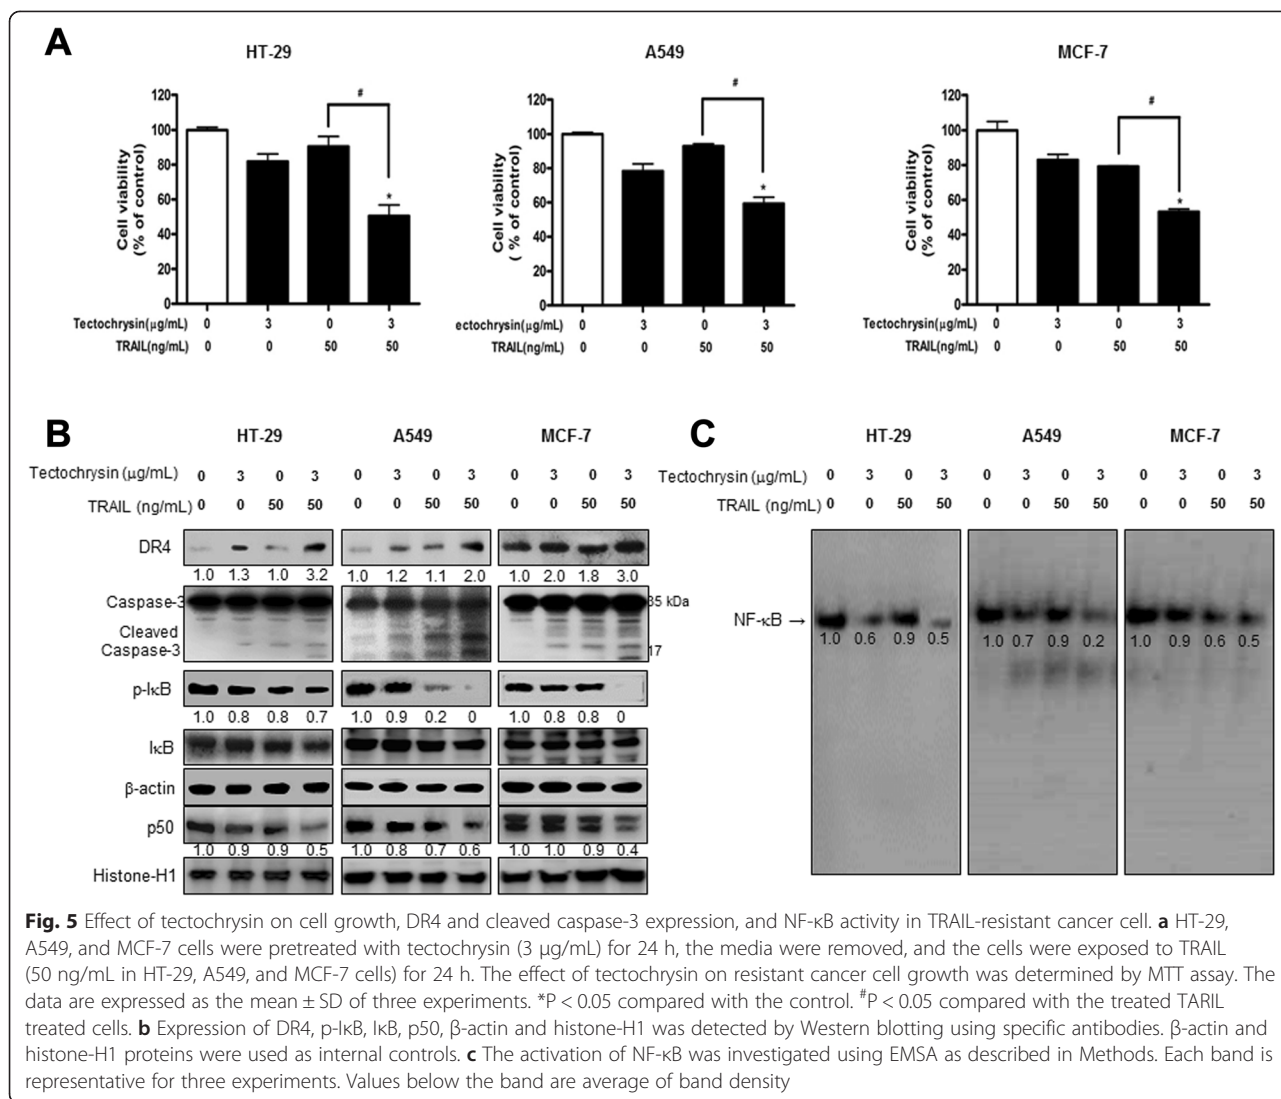 A
HT-29 A549 MCF-7
# # #
120 120 120
100 100 100
80 80 80
60 60 60
40 40 40
20 20 20
0 0 0
* * *
Cell viability (% of control) Cell viability ( % of control) Cell viability (% of control)
Tectochrysin(µg/mL) 0 3 0 3 ectochrysin(µg/mL) 0 3 0 3 Tectochrysin(µg/mL) 0 3 0 3
TRAIL(ng/mL) 0 0 50 50 TRAIL(ng/mL) 0 0 50 50 TRAIL(ng/mL) 0 0 50 50
B
HT-29 A549 MCF-7
Tectochrysin (µg/mL) 0 3 0 3 0 3 0 3 0 3 0 3
TRAIL (ng/mL) 0 0 50 50 0 0 50 50 0 0 50 50
DR4
1.0 1.3 1.0 3.2 1.0 1.2 1.1 2.0 1.0 2.0 1.8 3.0
Caspase-3 35 kDa
Cleaved
Caspase-3 17
p-IκB
1.0 0.8 0.8 0.7 1.0 0.9 0.2 0 1.0 0.8 0.8 0
IκB
β-actin
p50
1.0 0.9 0.9 0.5 1.0 0.8 0.7 0.6 1.0 1.0 0.9 0.4
Histone-H1
C
HT-29 A549 MCF-7
Tectochrysin (µg/mL) 0 3 0 3 0 3 0 3 0 3 0 3
TRAIL (ng/mL) 0 0 50 50 0 0 50 50 0 0 50 50
NF-κB →
1.0 0.6 0.9 0.5 1.0 0.7 0.9 0.2 1.0 0.9 0.6 0.5
Fig. 5 Effect of tectochrysin on cell growth, DR4 and cleaved caspase-3 expression, and NF-κB activity in TRAIL-resistant cancer cell. a HT-29,
A549, and MCF-7 cells were pretreated with tectochrysin (3 µg/mL) for 24 h, the media were removed, and the cells were exposed to TRAIL
(50 ng/mL in HT-29, A549, and MCF-7 cells) for 24 h. The effect of tectochrysin on resistant cancer cell growth was determined by MTT assay. The
data are expressed as the mean ± SD of three experiments. *P < 0.05 compared with the control. #P < 0.05 compared with the treated TARIL
treated cells. b Expression of DR4, p-IκB, IκB, p50, β-actin and histone-H1 was detected by Western blotting using specific antibodies. β-actin and
histone-H1 proteins were used as internal controls. c The activation of NF-κB was investigated using EMSA as described in Methods. Each band is
representative for three experiments. Values below the band are average of band density